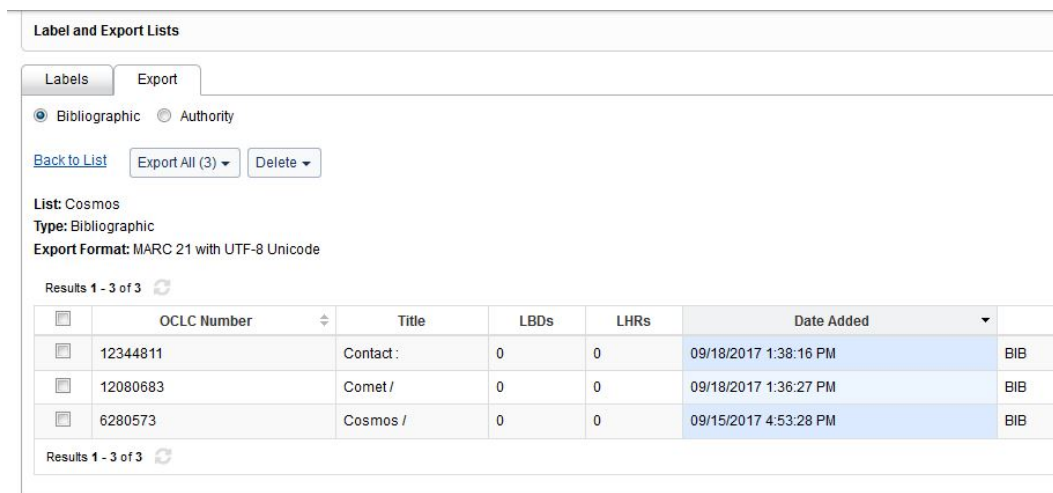 Label and Export Lists
Labels Export
Bibliographic Authority
Back to List Export All (3) Delete
List: Cosmos
Type: Bibliographic
Export Format: MARC 21 with UTF-8 Unicode
Results 1 - 3 of 3
OCLC Number Title LBDs LHRs Date Added
12344811 Contact : 0 0 09/18/2017 1:38:16 PM BIB
12080683 Comet / 0 0 09/18/2017 1:36:27 PM BIB
6280573 Cosmos / 0 0 09/15/2017 4:53:28 PM BIB
Results 1 - 3 of 3